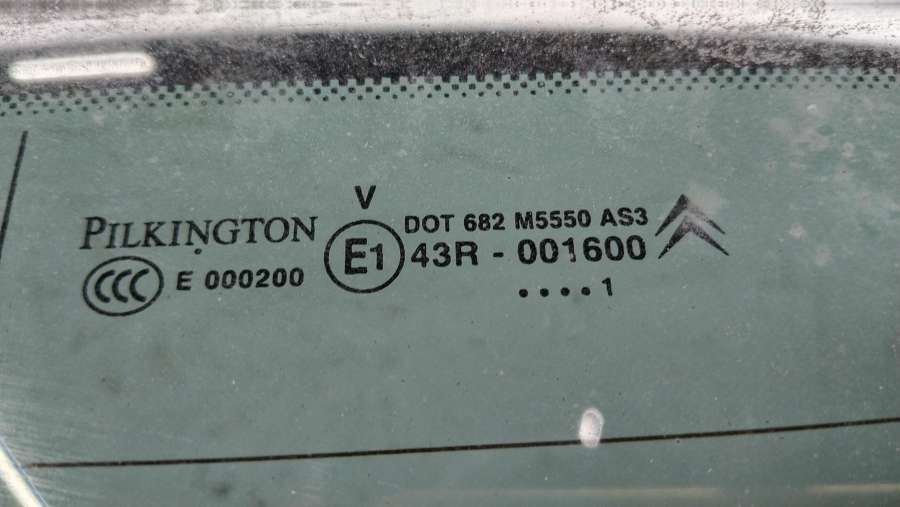 PILKINGTON
CCC E 000200
V
E1
DOT 682 M5550 AS3
43R - 001600
....1